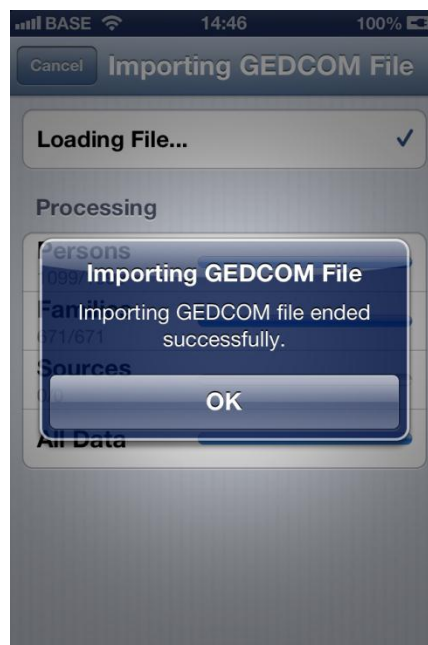 BASE 14:46 100%
Cancel Importing GEDCOM File
Loading File...
Processing
Persons
Importing GEDCOM File
Importing GEDCOM file ended
successfully.
Families
671/671
Sources
OK
All Data